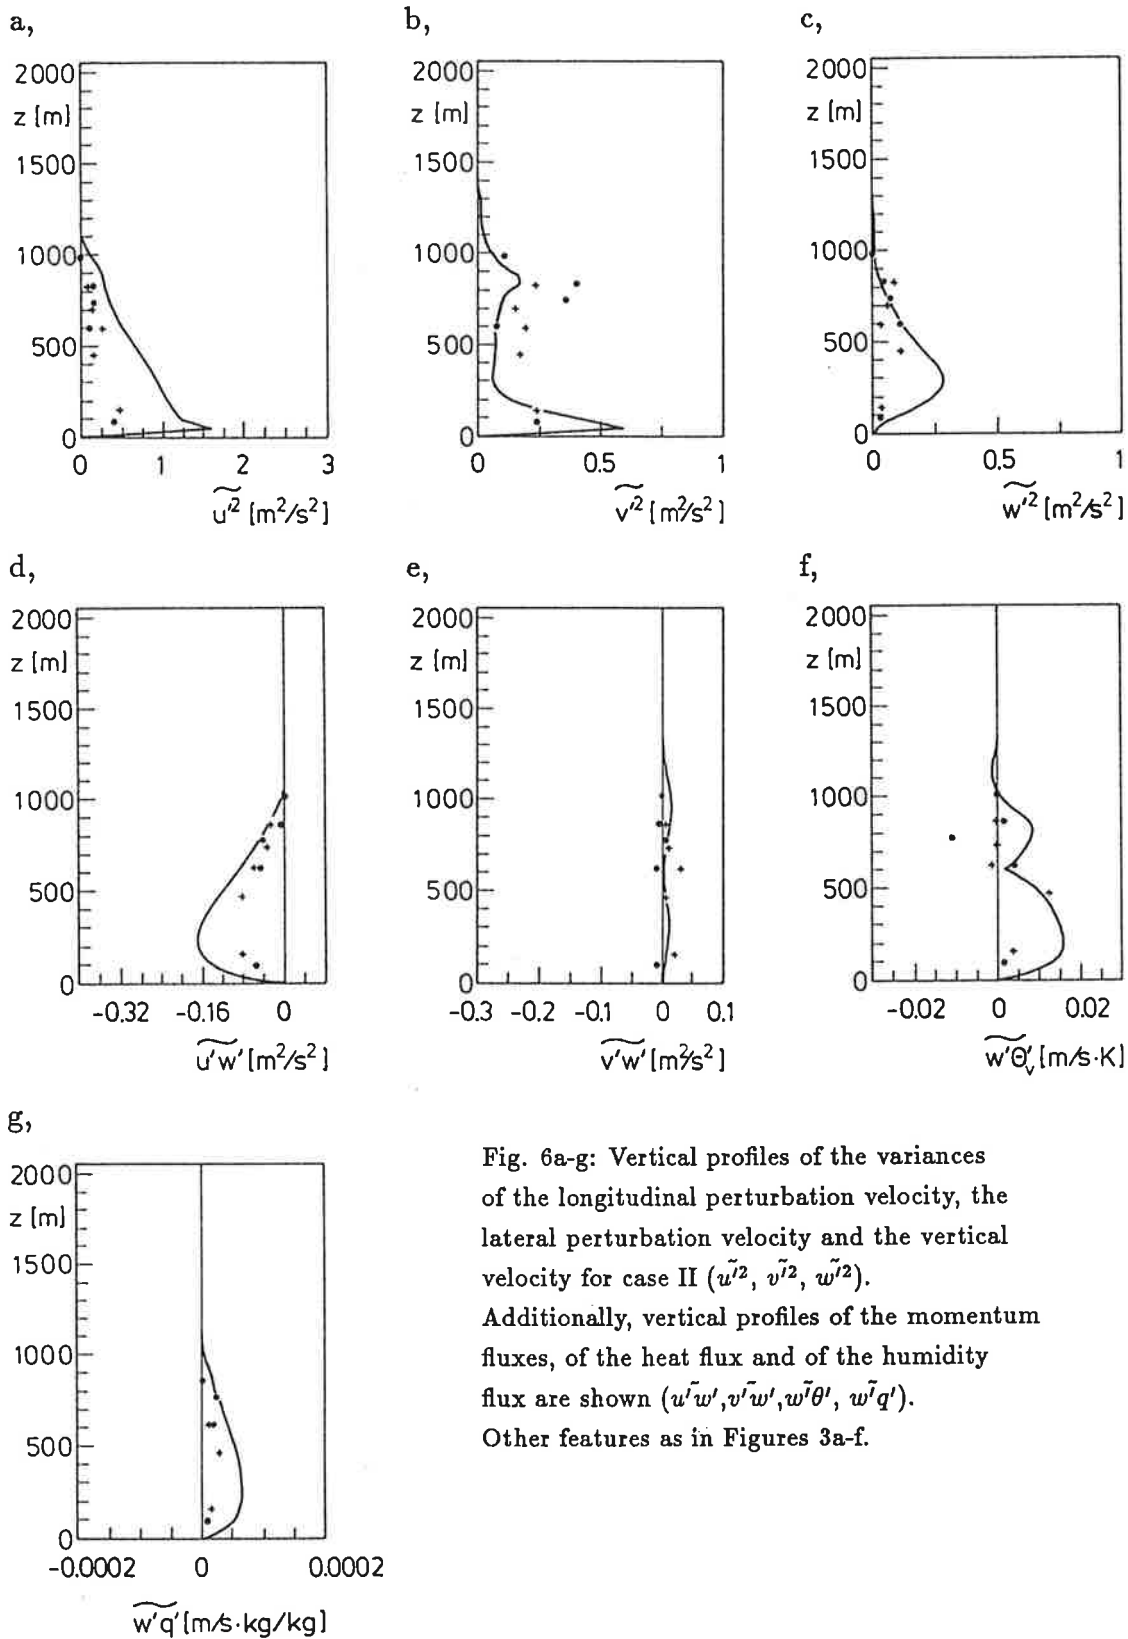 a,
2000
z [m]
1500
1000
500
0
0 1 2 3
u'² [m²/s²]
b,
2000
z [m]
1500
1000
500
0
0 0.5 1
v'² [m²/s²]
c,
2000
z [m]
1500
1000
500
0
0 0.5 1
w'² [m²/s²]
d,
2000
z [m]
1500
1000
500
0
-0.32 -0.16 0
u'w' [m²/s²]
e,
2000
z [m]
1500
1000
500
0
-0.3 -0.2 -0.1 0 0.1
v'w' [m²/s²]
f,
2000
z [m]
1500
1000
500
0
-0.02 0 0.02
w'Θ'ᵥ [m/s·K]
g,
2000
z [m]
1500
1000
500
0
-0.0002 0 0.0002
w'q' [m/s·kg/kg]
Fig. 6a-g: Vertical profiles of the variances
of the longitudinal perturbation velocity, the
lateral perturbation velocity and the vertical
velocity for case II (u'², v'², w'²).
Additionally, vertical profiles of the momentum
fluxes, of the heat flux and of the humidity
flux are shown (u'w',v'w',w'θ', w'q').
Other features as in Figures 3a-f.